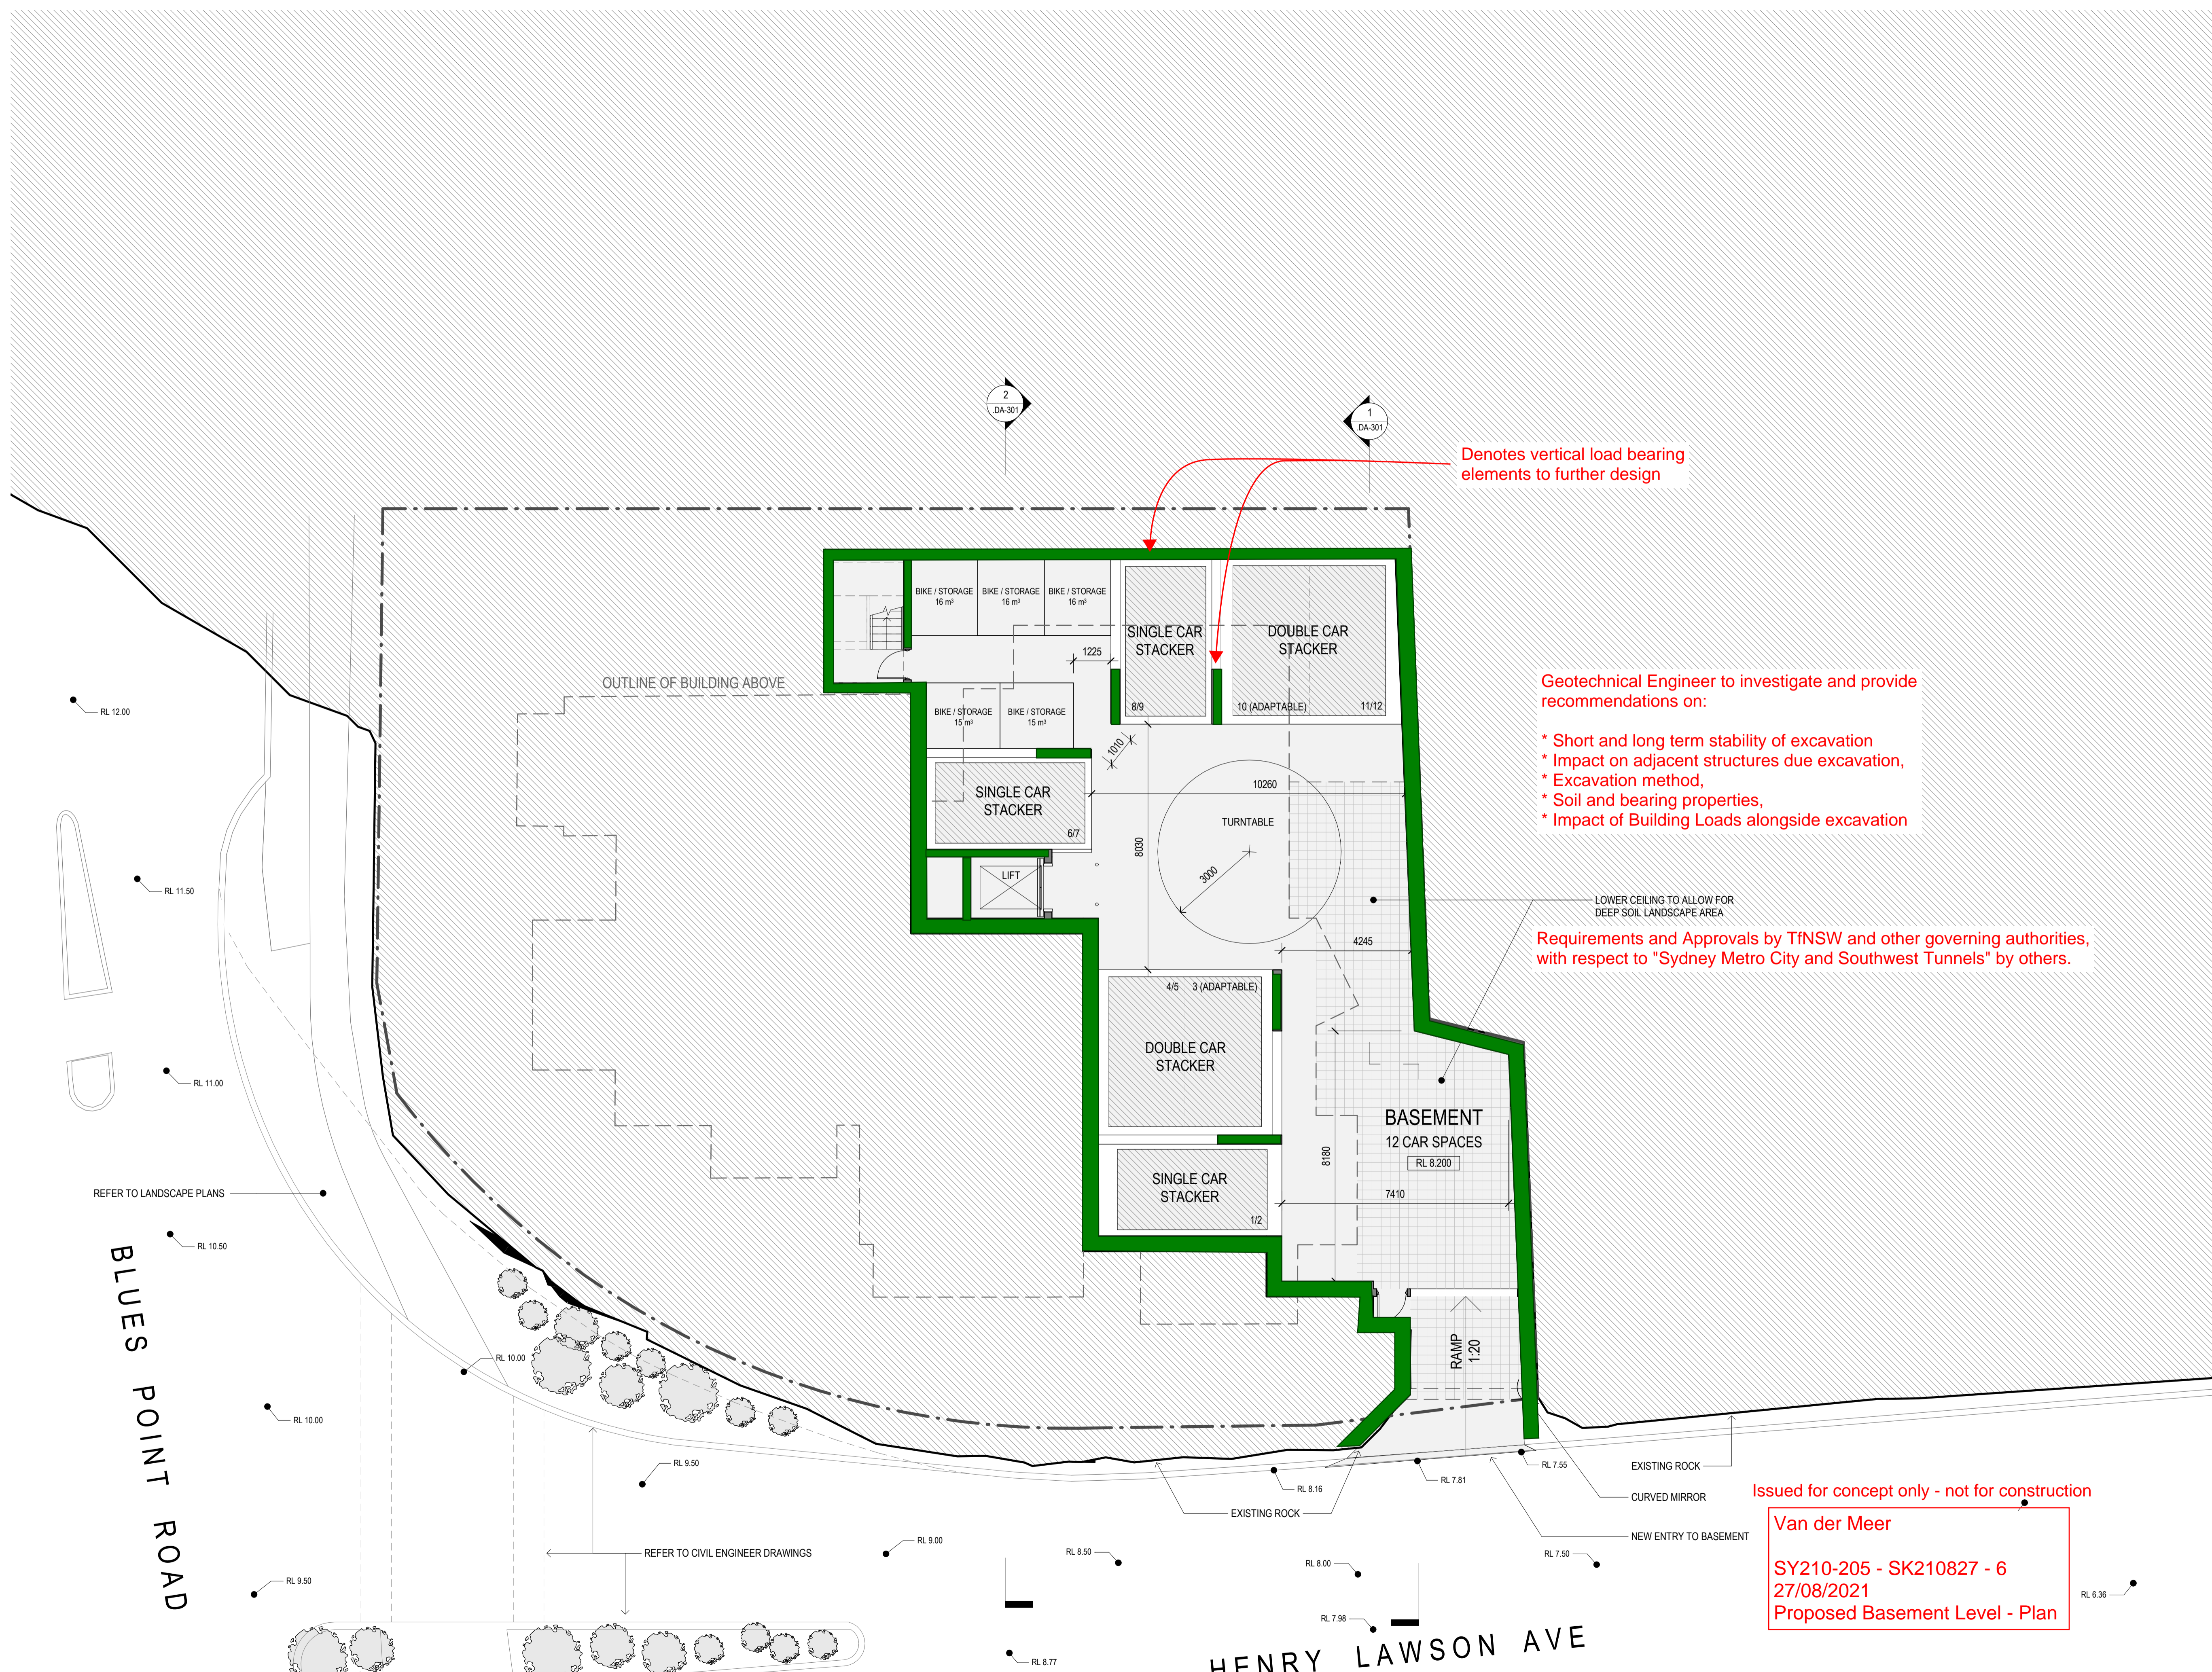 2
DA-301
1
DA-301
Denotes vertical load bearing
elements to further design
BIKE / STORAGE
16 m³
BIKE / STORAGE
16 m³
BIKE / STORAGE
16 m³
SINGLE CAR
STACKER
8/9
DOUBLE CAR
STACKER
10 (ADAPTABLE)
11/12
1225
OUTLINE OF BUILDING ABOVE
BIKE / STORAGE
15 m³
BIKE / STORAGE
15 m³
1010
RL 12.00
Geotechnical Engineer to investigate and provide
recommendations on:
* Short and long term stability of excavation
* Impact on adjacent structures due excavation,
* Excavation method,
* Soil and bearing properties,
* Impact of Building Loads alongside excavation
SINGLE CAR
STACKER
6/7
10260
TURNTABLE
8030
3000
LIFT
RL 11.50
LOWER CEILING TO ALLOW FOR
DEEP SOIL LANDSCAPE AREA
Requirements and Approvals by TfNSW and other governing authorities,
with respect to "Sydney Metro City and Southwest Tunnels" by others.
4245
4/5
3 (ADAPTABLE)
DOUBLE CAR
STACKER
RL 11.00
BASEMENT
12 CAR SPACES
RL 8.200
8180
7410
SINGLE CAR
STACKER
1/2
REFER TO LANDSCAPE PLANS
RL 10.50
BLUES POINT ROAD
RL 10.00
RL 10.00
RAMP
1:20
RL 9.50
RL 8.16
RL 7.81
RL 7.55
EXISTING ROCK
CURVED MIRROR
EXISTING ROCK
NEW ENTRY TO BASEMENT
REFER TO CIVIL ENGINEER DRAWINGS
RL 9.00
RL 8.50
RL 8.00
RL 7.50
RL 9.50
RL 7.98
RL 8.77
RL 6.36
HENRY LAWSON AVE
Issued for concept only - not for construction
Van der Meer
SY210-205 - SK210827 - 6
27/08/2021
Proposed Basement Level - Plan